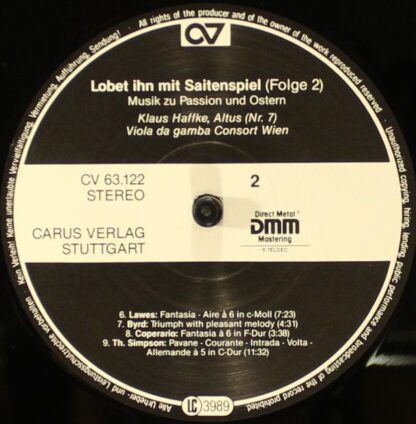 All rights of the producer and of the owner of the work reproduced reserved · Unauthorized copying, hiring, lending, public performance and broadcasting of this record prohibited.
CV
Lobet ihn mit Saitenspiel (Folge 2)
Musik zu Passion und Ostern
Klaus Haffke, Altus (Nr. 7)
Viola da gamba Consort Wien
CV 63.122
STEREO
2
CARUS VERLAG
STUTTGART
Direct Metal
DMM
Mastering
℗ TELDEC
6. Lawes: Fantasia - Aire à 6 in c-Moll (7:23)
7. Byrd: Triumph with pleasant melody (4:31)
8. Coperario: Fantasia à 6 in F-Dur (3:38)
9. Th. Simpson: Pavane - Courante - Intrada - Volta -
Allemande à 5 in C-Dur (11:32)
LC 3989
Alle Urheber- und Leistungsschutzrechte vorbehalten · Kein Verleih! Keine unerlaubte Vervielfältigung, Vermietung, Aufführung, Sendung!